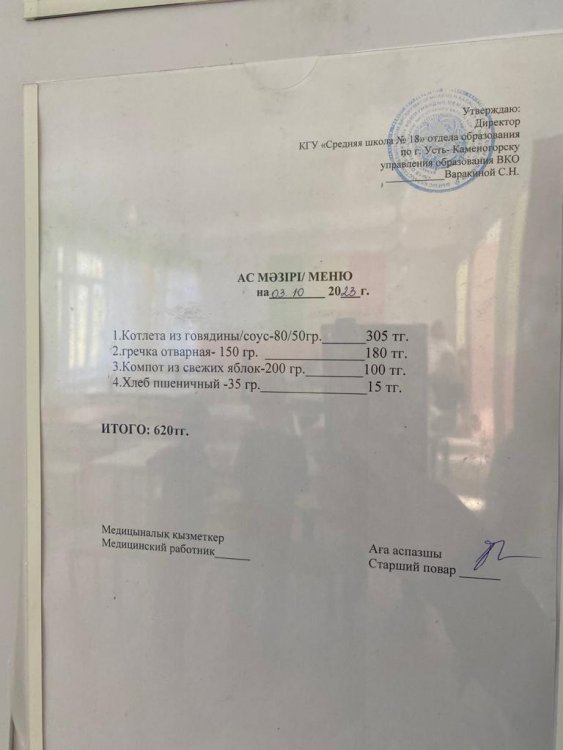 Утверждаю:
Директор
КГУ «Средняя школа № 18» отдела образования
по г. Усть- Каменогорску
управления образования ВКО
____________Варакиной С.Н.
АС МӘЗІРІ/ МЕНЮ
на 03.10 2023 г.
1.Котлета из говядины/соус-80/50гр.______305 тг.
2.гречка отварная- 150 гр. ______________180 тг.
3.Компот из свежих яблок-200 гр.________100 тг.
4.Хлеб пшеничный -35 гр._______________15 тг.
ИТОГО: 620тг.
Медициналық қызметкер
Медицинский работник______
Аға аспазшы
Старший повар ______